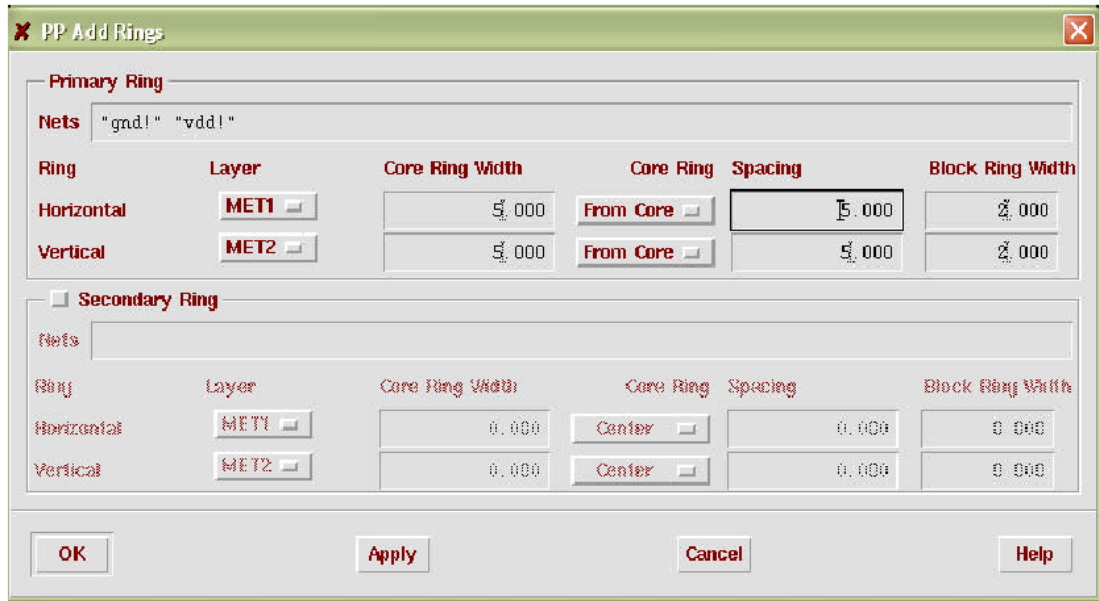 PP Add Rings
Primary Ring
Nets "gnd!" "vdd!"
Ring Layer Core Ring Width Core Ring Spacing Block Ring Width
Horizontal MET1 5.000 From Core 5.000 2.000
Vertical MET2 5.000 From Core 5.000 2.000
Secondary Ring
Nets
Ring Layer Core Ring Width Core Ring Spacing Block Ring Width
Horizontal MET1 0.000 Center 0.000 0.000
Vertical MET2 0.000 Center 0.000 0.000
OK Apply Cancel Help